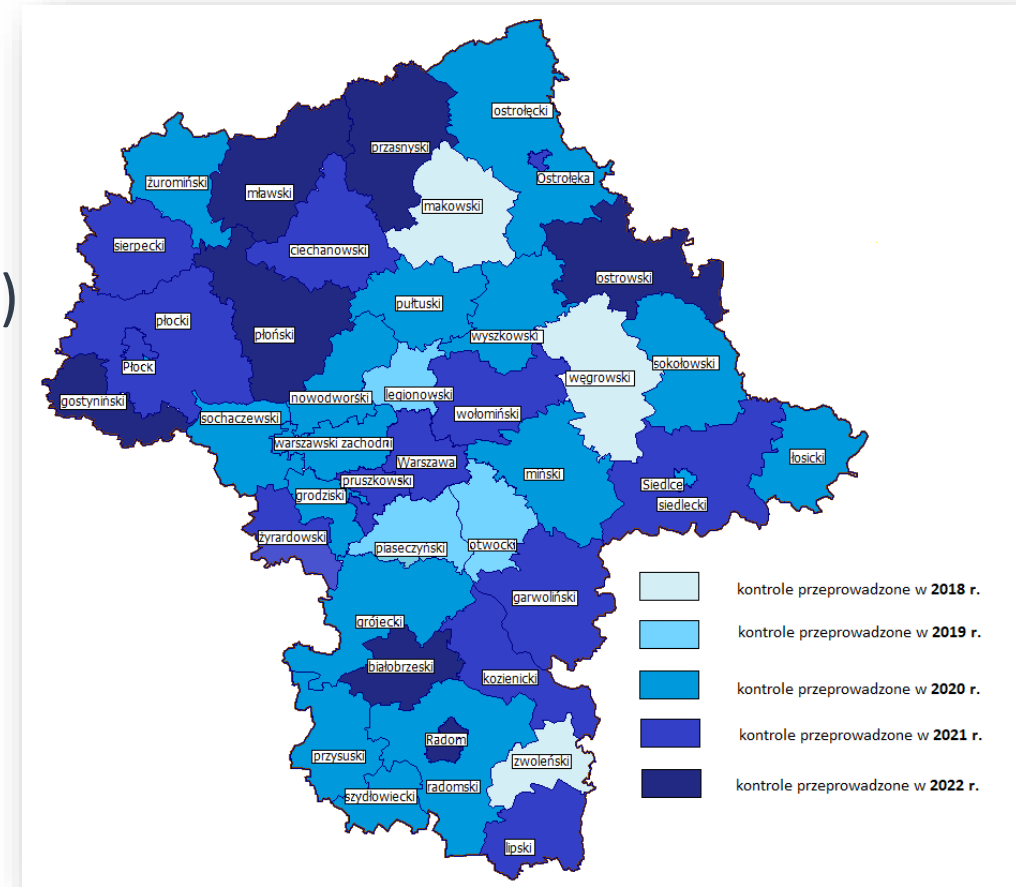 ostrołęcki
przasnyski
Ostrołęka
żuromiński
mławski
makowski
sierpecki
ciechanowski
ostrowski
)
pułtuski
płocki
płoński
wyszkowski
sokołowski
Płock
węgrowski
gostyniński
nowodworski
legionowski
sochaczewski
wołomiński
warszawski zachodni
Warszawa
łosicki
miński
pruszkowski
Siedlce
grodziski
siedlecki
żyrardowski
piaseczyński
otwocki
garwoliński
kontrole przeprowadzone w 2018 r.
grójecki
kontrole przeprowadzone w 2019 r.
białobrzeski
kozienicki
kontrole przeprowadzone w 2020 r.
Radom
kontrole przeprowadzone w 2021 r.
przysuski
zwoleński
radomski
kontrole przeprowadzone w 2022 r.
szydłowiecki
lipski